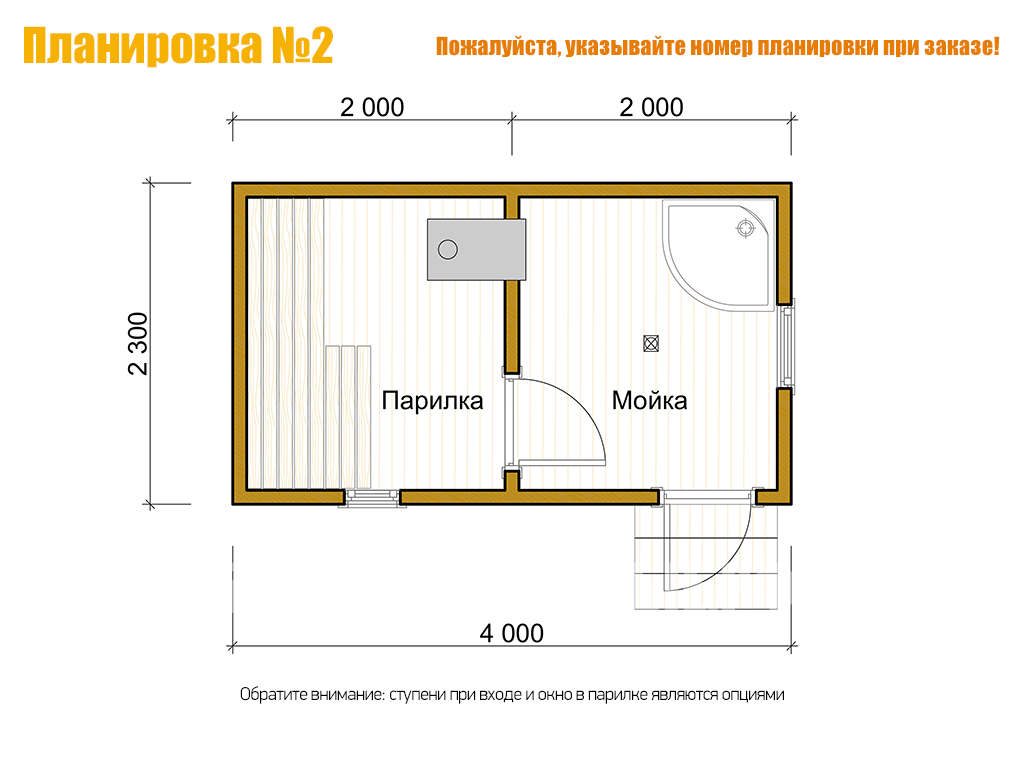 Планировка №2
Пожалуйста, указывайте номер планировки при заказе!
2 000
2 000
2 300
Парилка
Мойка
4 000
Обратите внимание: ступени при входе и окно в парилке являются опциями